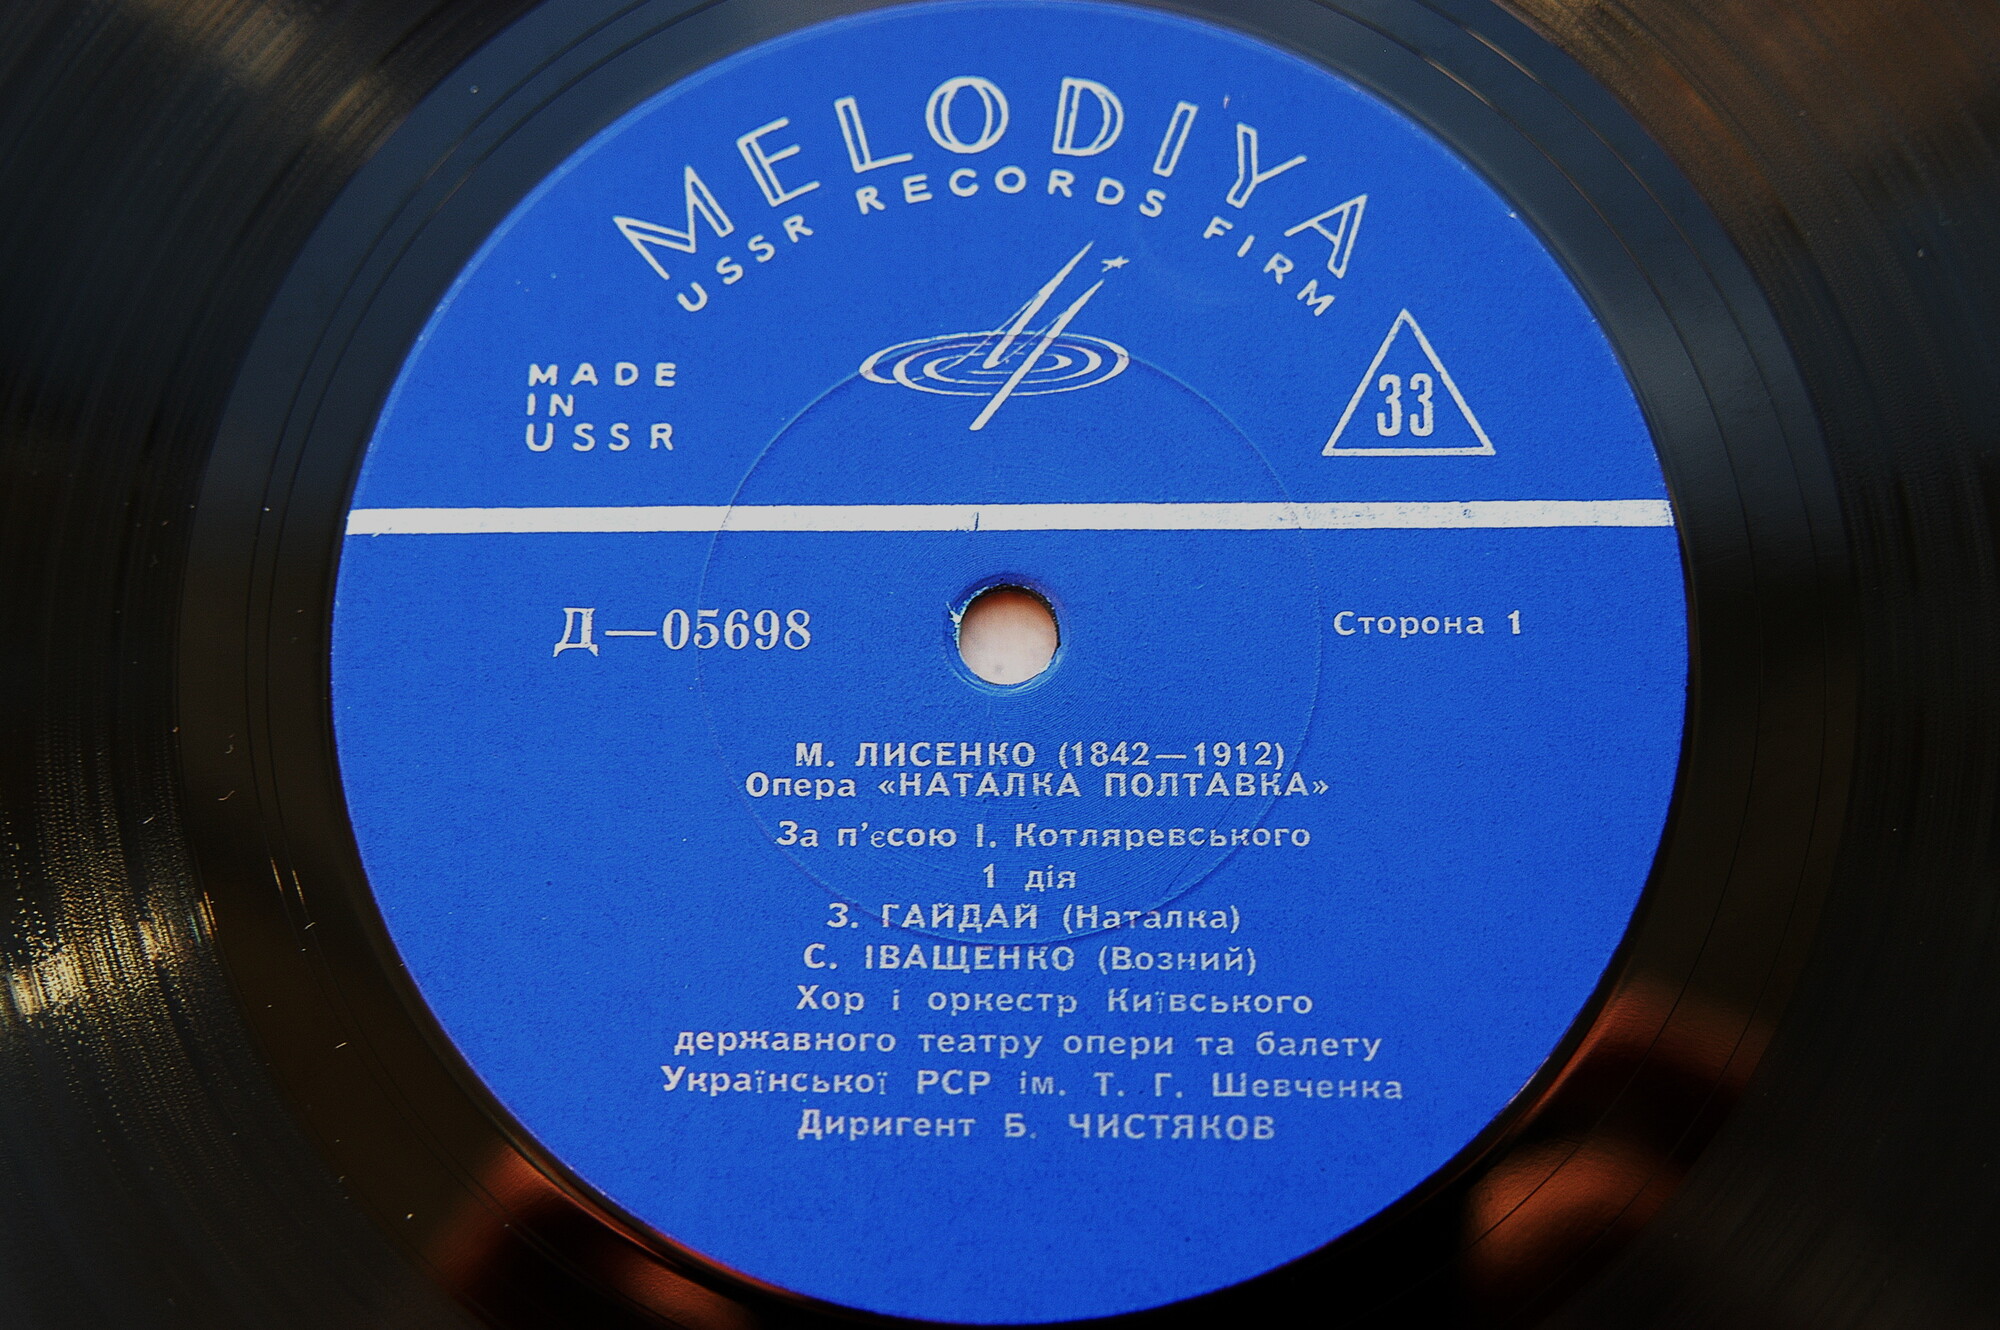 MELODIYA
USSR RECORDS FIRM
MADE
IN
USSR
33
Д—05698
Сторона 1
М. ЛИСЕНКО (1842—1912)
Опера «НАТАЛКА ПОЛТАВКА»
За п’єсою І. Котляревського
1 дія
З. ГАЙДАЙ (Наталка)
С. ІВАЩЕНКО (Возний)
Хор і оркестр Київського
державного театру опери та балету
Української РСР ім. Т. Г. Шевченка
Диригент Б. ЧИСТЯКОВ